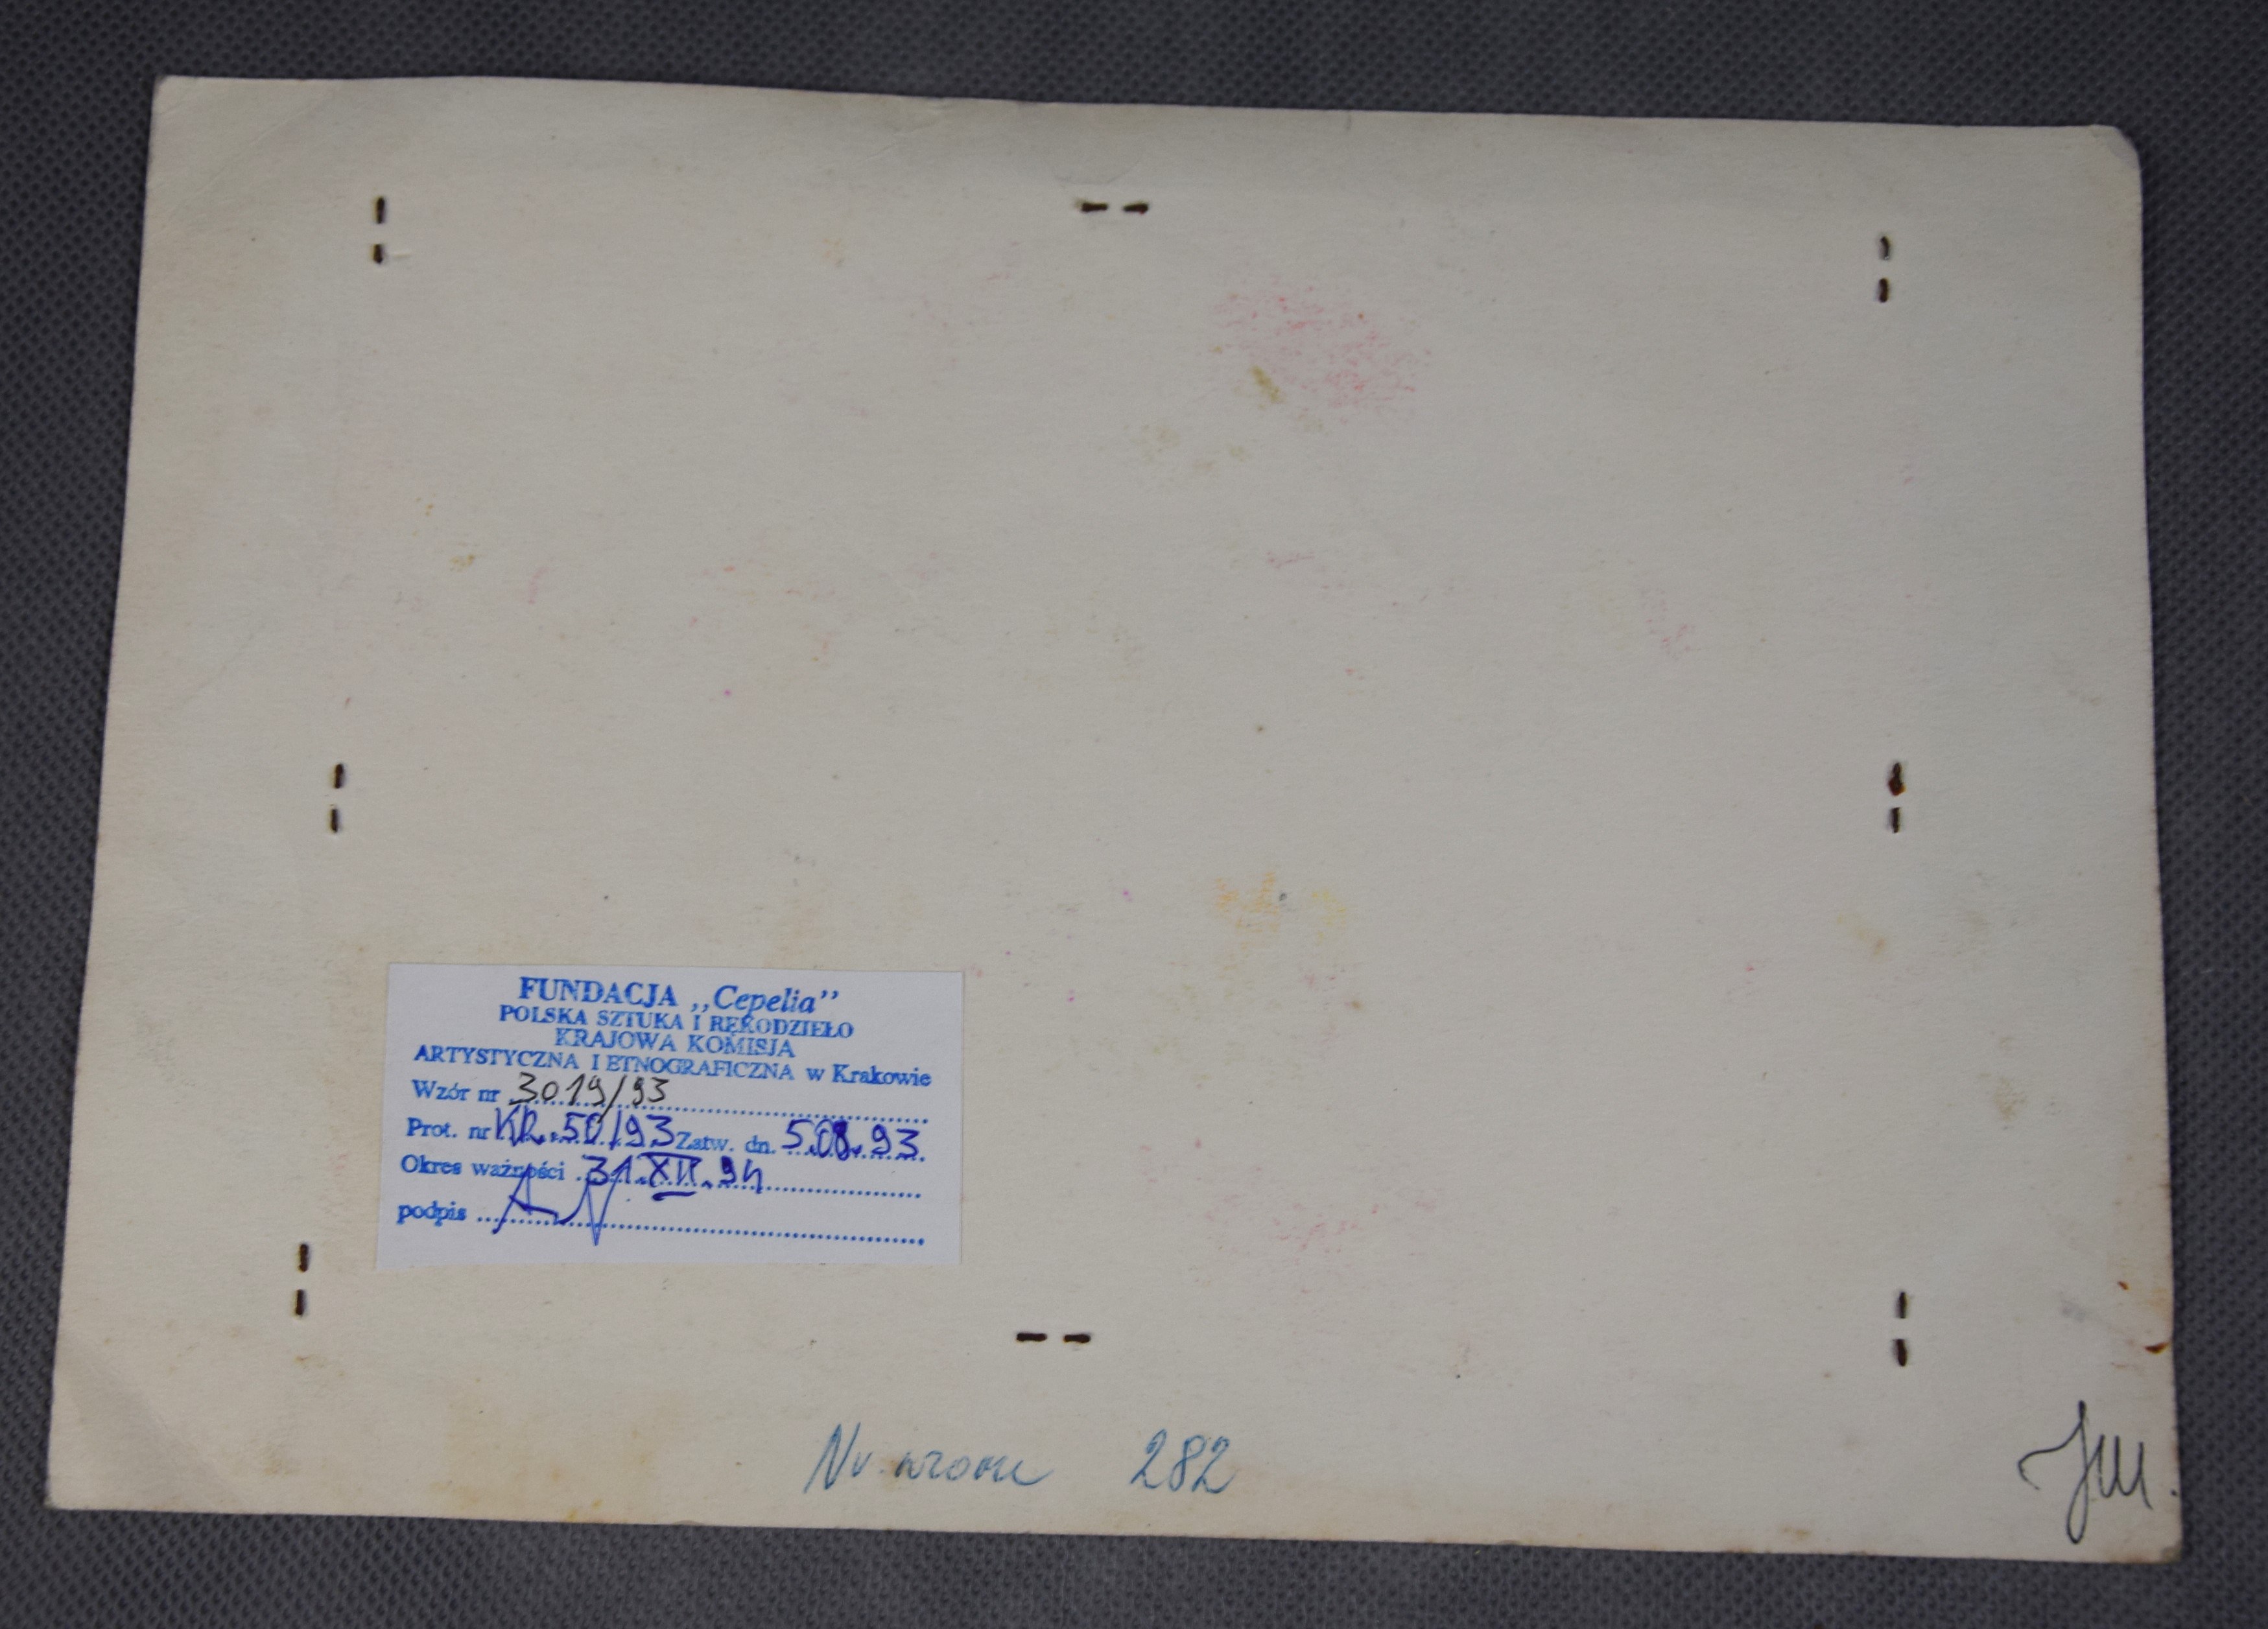 FUNDACJA „Cepelia”
POLSKA SZTUKA I RĘKODZIEŁO
KRAJOWA KOMISJA
ARTYSTYCZNA I ETNOGRAFICZNA w Krakowie
Wzór nr 3019/93
Prot. nr KR.50/93 Zatw. dn. 5.08.93
Okres ważności 31.XII.94
podpis
Nr. 282